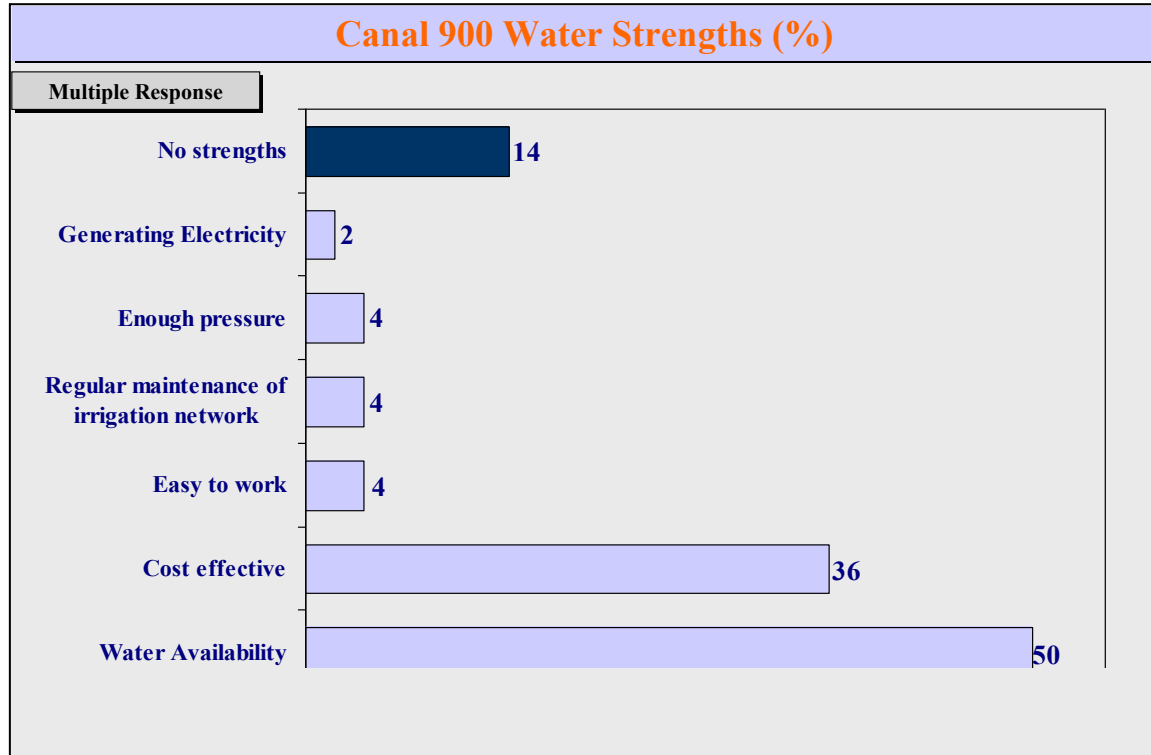 Canal 900 Water Strengths (%)
Multiple Response
No strengths
14
Generating Electricity
2
Enough pressure
4
Regular maintenance of
irrigation network
4
Easy to work
4
Cost effective
36
Water Availability
50